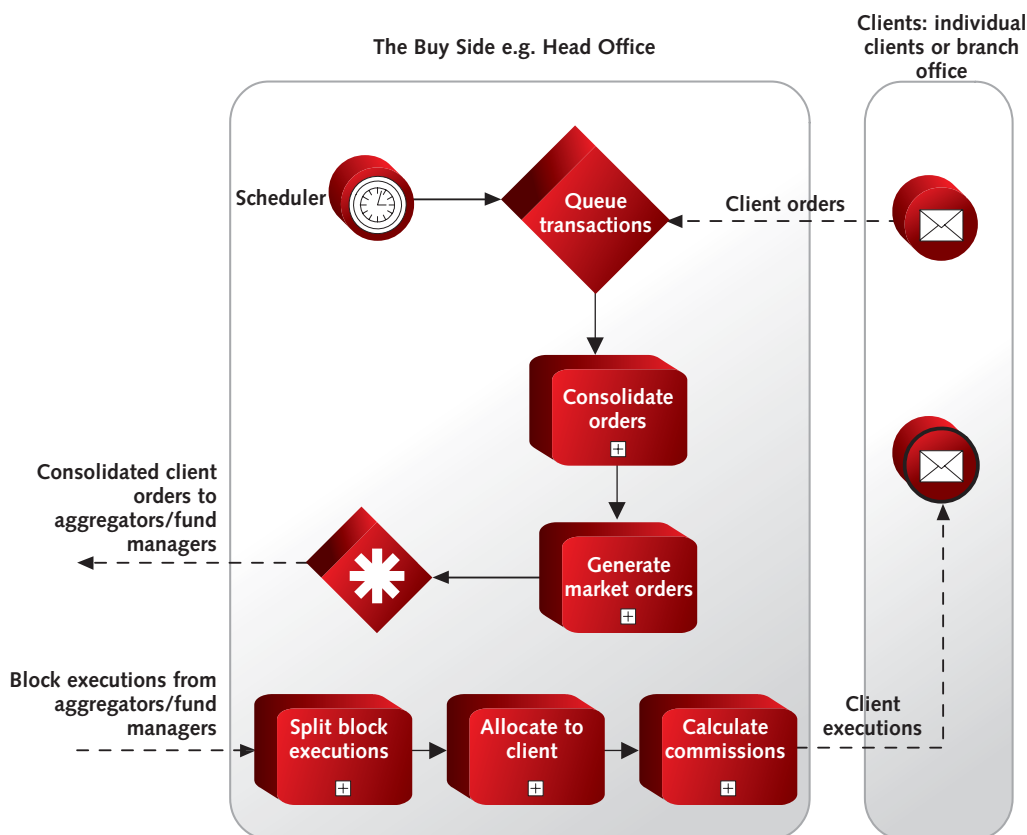 The Buy Side e.g. Head Office
Clients: individual
clients or branch
office
Scheduler
Queue
transactions
Client orders
Consolidate
orders
Consolidated client
orders to
aggregators/fund
managers
Generate
market orders
Block executions from
aggregators/fund
managers
Split block
executions
Allocate to
client
Calculate
commissions
Client
executions